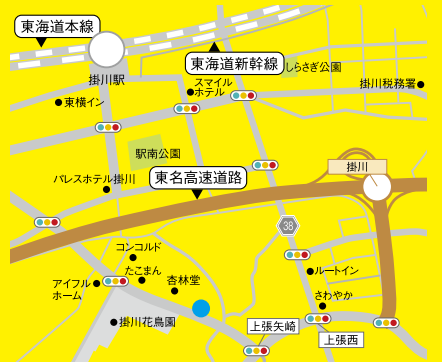 東海道本線
東海道新幹線
しらさぎ公園
掛川駅
スマイル
ホテル
掛川税務署
東横イン
駅南公園
掛川
パレスホテル掛川
東名高速道路
38
コンコルド
たこまん
杏林堂
ルートイン
アイフル
ホーム
さわやか
掛川花鳥園
上張矢崎
上張西